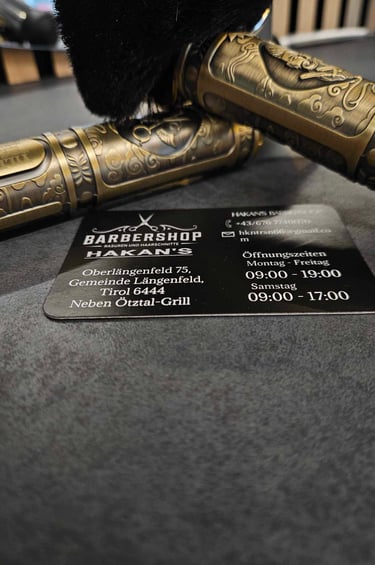 BARBERSHOP
RASUREN UND HAARSCHNITTE
HAKAN'S
Oberlängenfeld 75,
Gemeinde Längenfeld,
Tirol 6444
Neben Ötztal-Grill
HAKAN'S
Öffnungszeiten
Montag - Freitag
09:00 - 19:00
Samstag
09:00 - 17:00